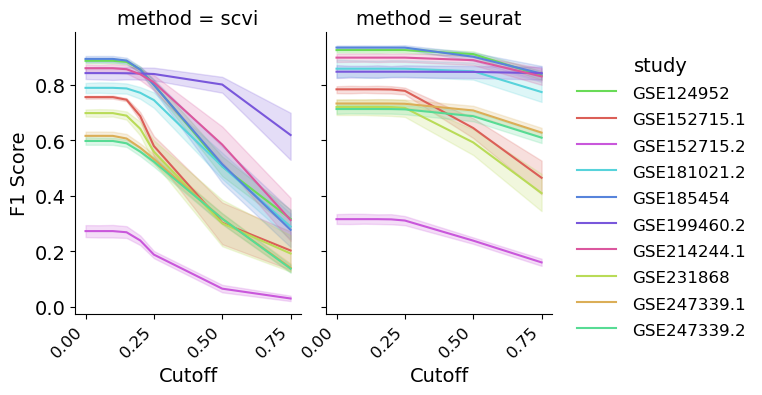 method = scvi
method = seurat
F1 Score
0.8
0.6
0.4
0.2
0.0
0.00
0.25
0.50
0.75
Cutoff
0.00
0.25
0.50
0.75
Cutoff
study
GSE124952
GSE152715.1
GSE152715.2
GSE181021.2
GSE185454
GSE199460.2
GSE214244.1
GSE231868
GSE247339.1
GSE247339.2